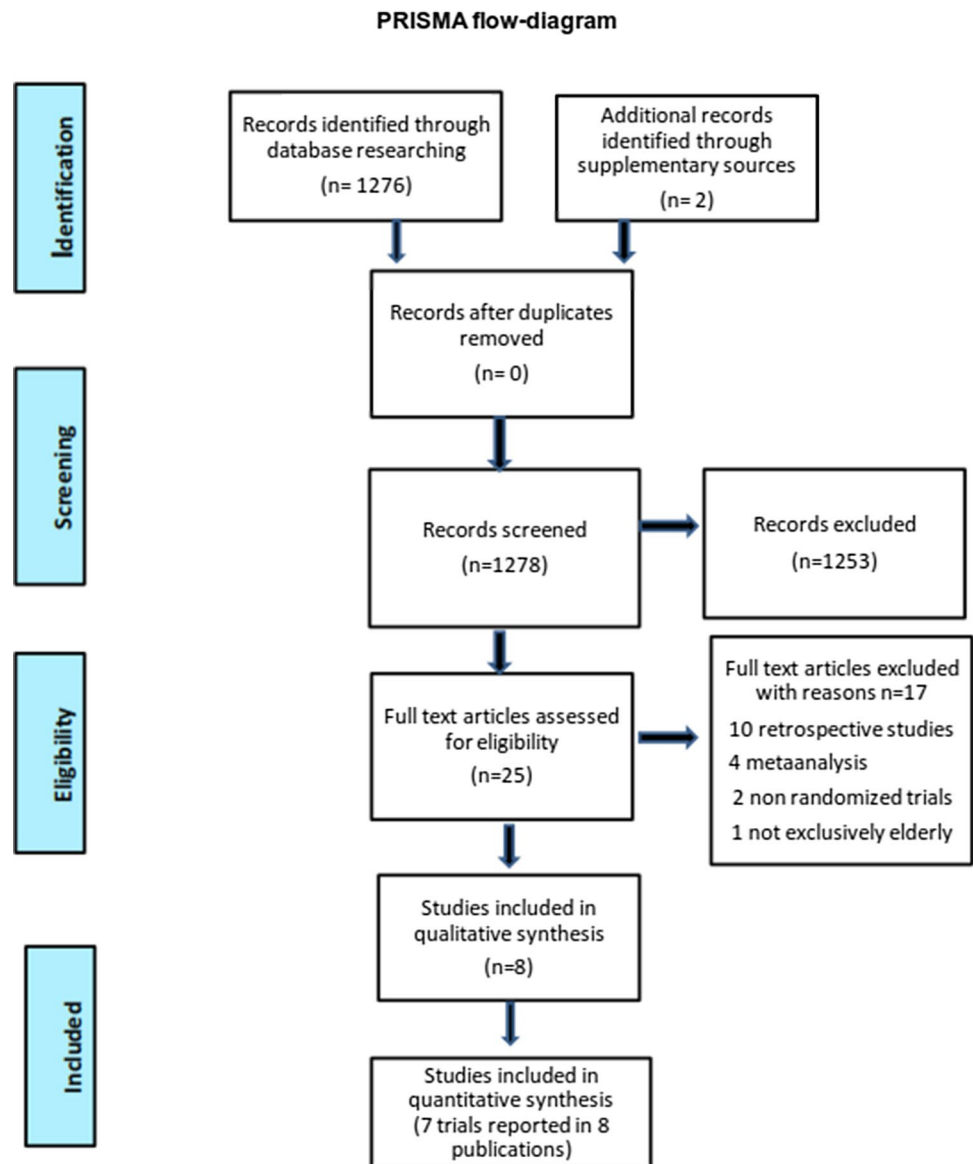 PRISMA flow-diagram
Identification
Records identified through
database researching
(n= 1276)
Additional records
identified through
supplementary sources
(n= 2)
Records after duplicates
removed
(n= 0)
Screening
Records screened
(n=1278)
Records excluded
(n=1253)
Eligibility
Full text articles assessed
for eligibility
(n=25)
Full text articles excluded
with reasons n=17
10 retrospective studies
4 metaanalysis
2 non randomized trials
1 not exclusively elderly
Studies included in
qualitative synthesis
(n=8)
Included
Studies included in
quantitative synthesis
(7 trials reported in 8
publications)